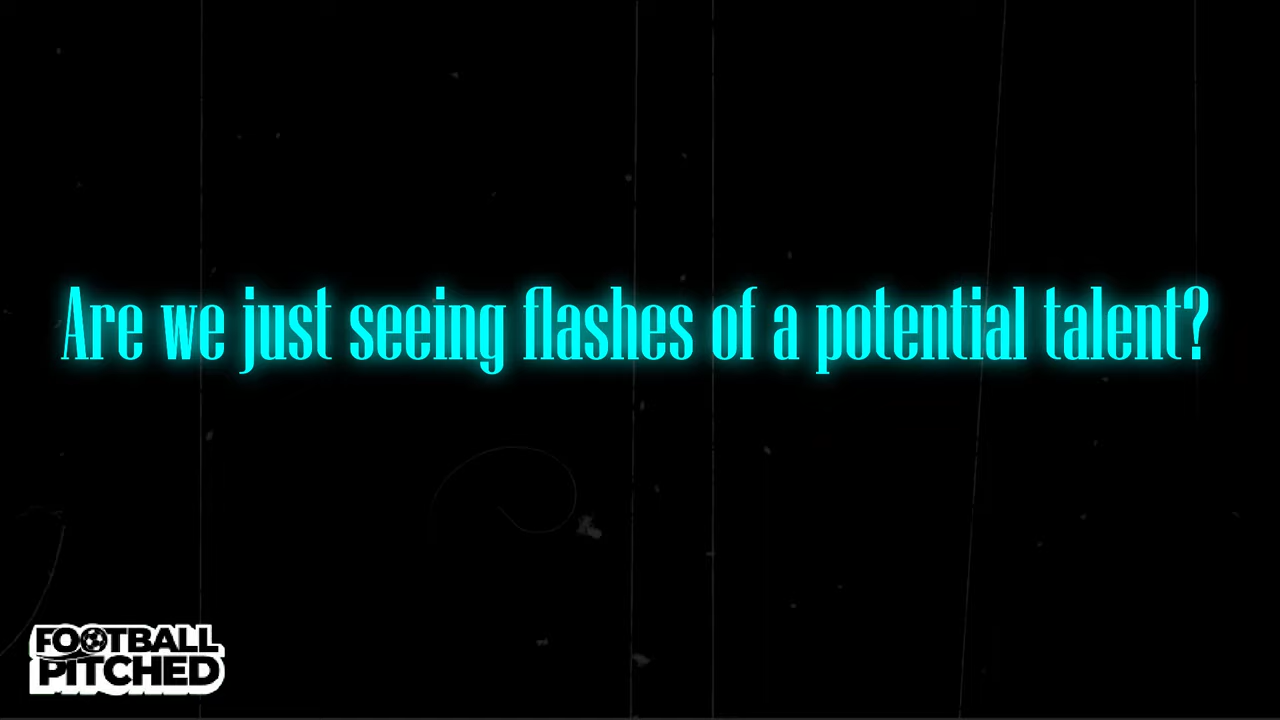 Are we just seeing flashes of a potential talent?
FOOTBALL
PITCHED